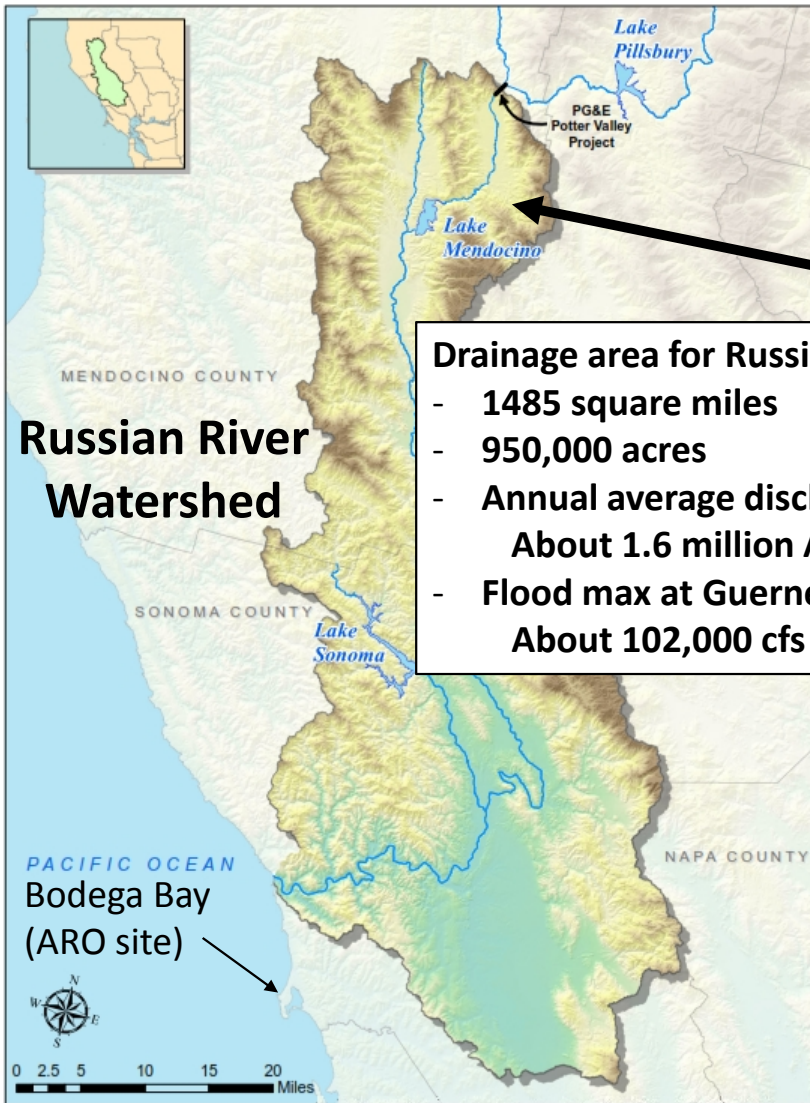 Lake
Pillsbury
PG&E
Potter Valley
Project
Lake
Mendocino
MENDOCINO COUNTY
Russian River
Watershed
Drainage area for Russi
- 1485 square miles
- 950,000 acres
- Annual average discl
About 1.6 million A
- Flood max at Guerne
About 102,000 cfs
SONOMA COUNTY
Lake
Sonoma
NAPA COUNTY
PACIFIC OCEAN
Bodega Bay
(ARO site)
N
W E
S
0 2.5 5 10 15 20
Miles